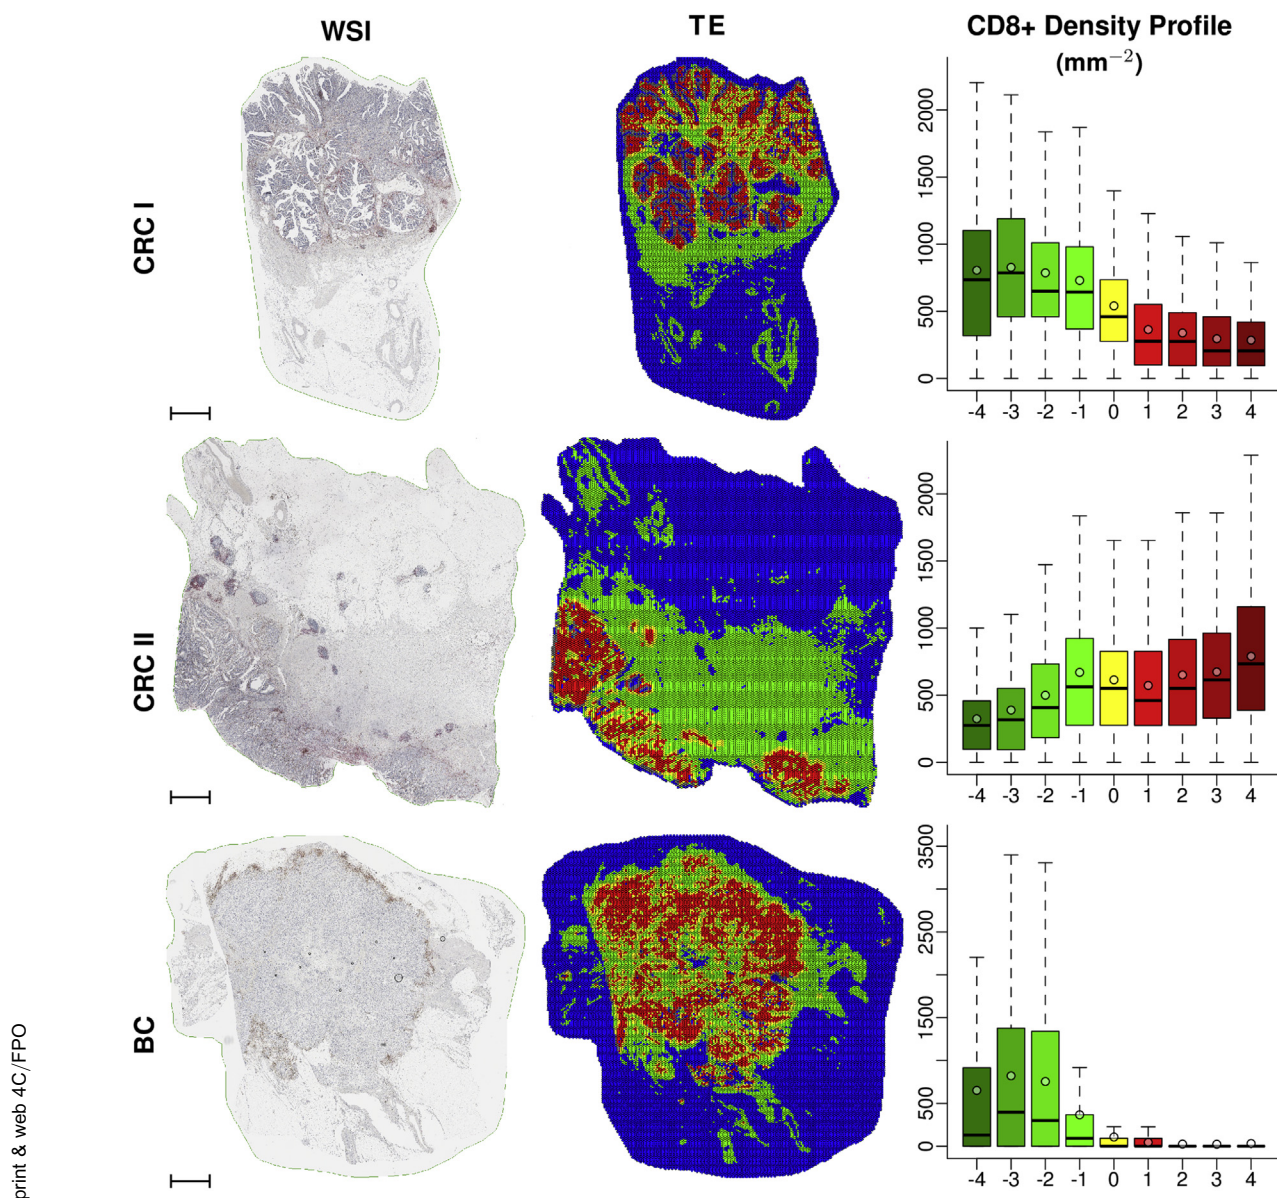 WSI
TE
CD8+ Density Profile
(mm⁻²)
CRC I
0 500 1000 1500 2000
-4 -3 -2 -1 0 1 2 3 4
CRC II
0 500 1000 1500 2000
-4 -3 -2 -1 0 1 2 3 4
BC
0 500 1500 2500 3500
-4 -3 -2 -1 0 1 2 3 4
print & web 4C/FPO